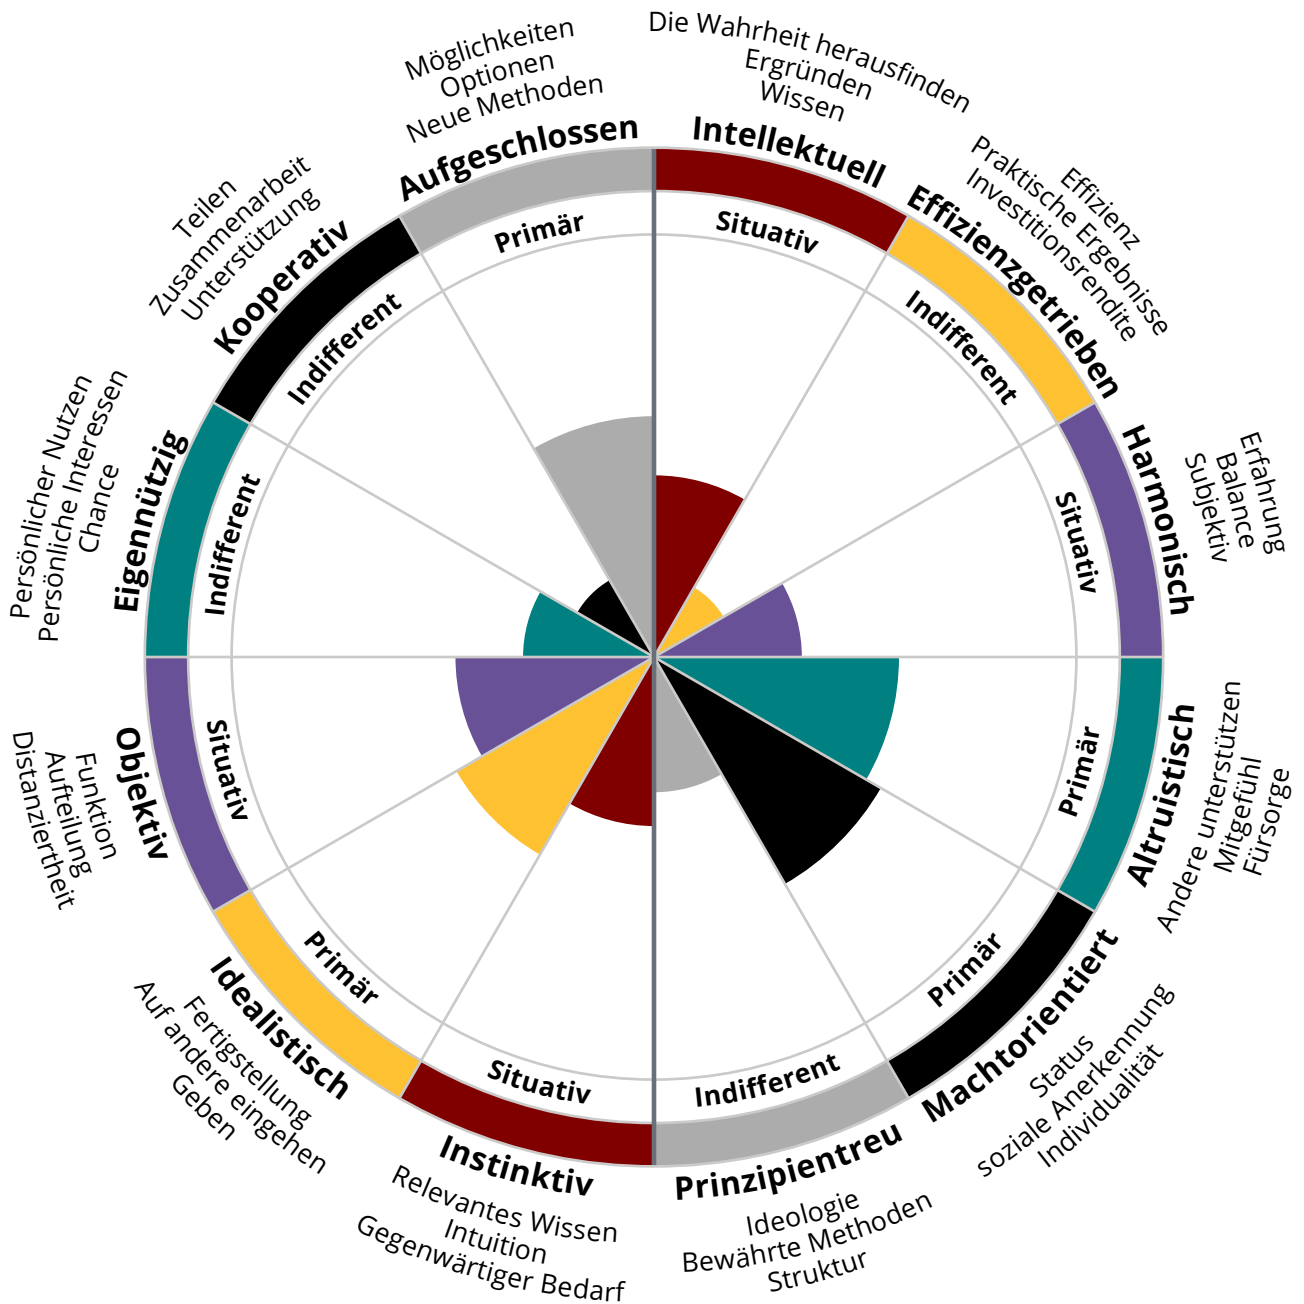 Die Wahrheit herausfinden
Ergründen
Wissen
Intellektuell
Situativ
Effizienz
Praktische Ergebnisse
Investitionsrendite
Effizienzgetrieben
Indifferent
Erfahrung
Balance
Subjektiv
Harmonisch
Situativ
Andere unterstützen
Mitgefühl
Fürsorge
Altruistisch
Primär
Machtorientiert
Primär
Status
soziale Anerkennung
Individualität
Indifferent
Prinzipientreu
Ideologie
Bewährte Methoden
Struktur
Situativ
Instinktiv
Relevantes Wissen
Intuition
Gegenwärtiger Bedarf
Primär
Idealistisch
Fertigstellung
Auf andere eingehen
Geben
Situativ
Objektiv
Funktion
Aufteilung
Distanziertheit
Persönlicher Nutzen
Persönliche Interessen
Chance
Eigennützig
Indifferent
Teilen
Zusammenarbeit
Unterstützung
Kooperativ
Indifferent
Möglichkeiten
Optionen
Neue Methoden
Aufgeschlossen
Primär